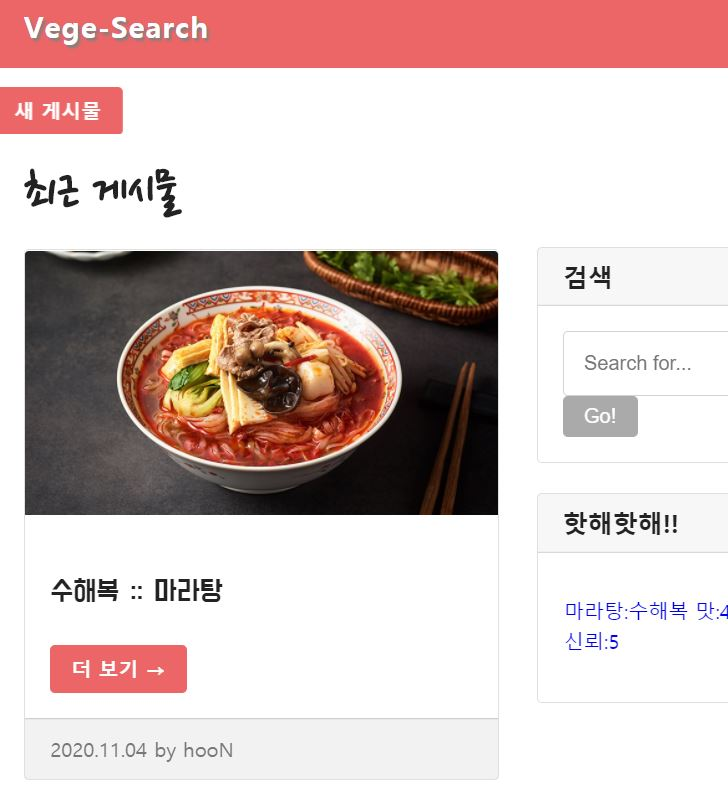 Vege-Search
새 게시물
최근 게시물
수해복 :: 마라탕
더 보기 →
2020.11.04 by hooN
검색
Search for...
Go!
핫해핫해!!
마라탕:수해복 맛:4
신뢰:5